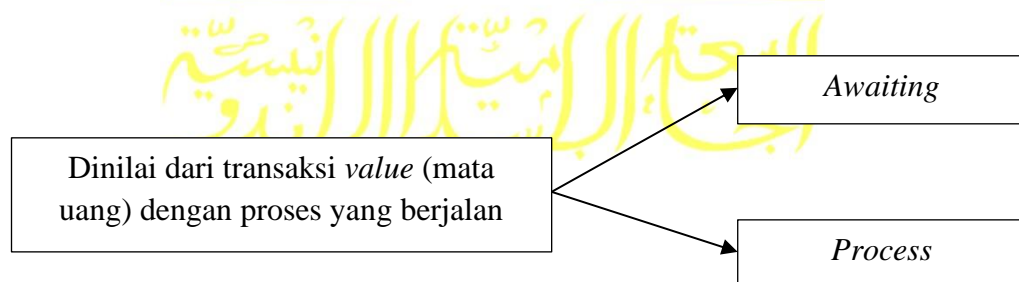 Awaiting
Dinilai dari transaksi value (mata
uang) dengan proses yang berjalan
Process